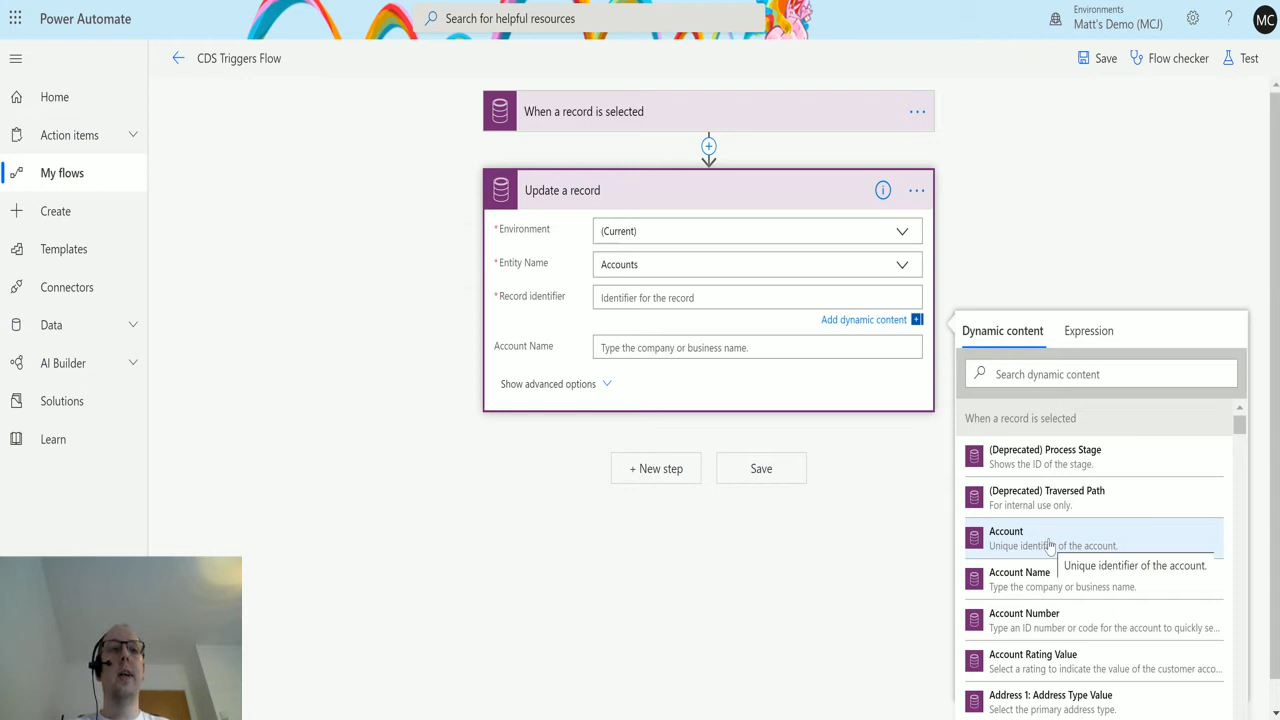 Power Automate
Search for helpful resources
Environments
Matt's Demo (MCJ)
?
MC
CDS Triggers Flow
Save
Flow checker
Test
Home
Action items
My flows
Create
Templates
Connectors
Data
AI Builder
Solutions
Learn
When a record is selected
...
Update a record
...
* Environment
(Current)
* Entity Name
Accounts
* Record identifier
Identifier for the record
Add dynamic content
Account Name
Type the company or business name.
Show advanced options
+ New step
Save
Dynamic content
Expression
Search dynamic content
When a record is selected
(Deprecated) Process Stage
Shows the ID of the stage.
(Deprecated) Traversed Path
For internal use only.
Account
Unique identifier of the account.
Unique identifier of the account.
Account Name
Type the company or business name.
Account Number
Type an ID number or code for the account to quickly se...
Account Rating Value
Select a rating to indicate the value of the customer acco...
Address 1: Address Type Value
Select the primary address type.